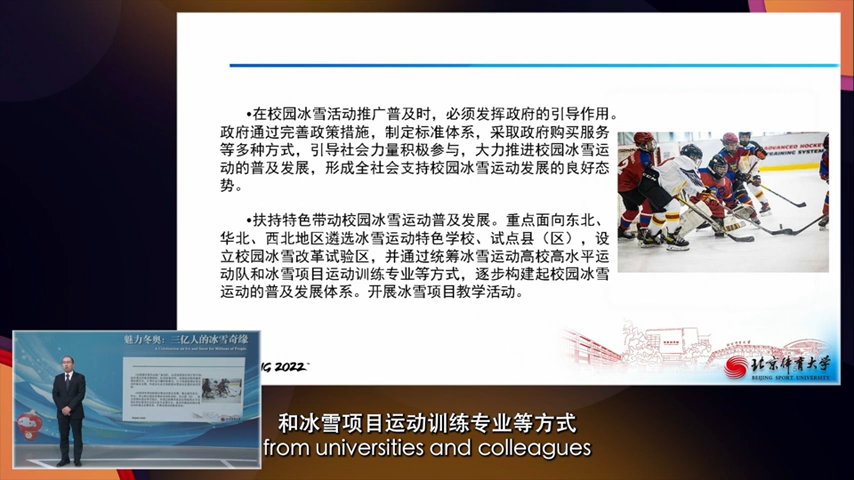 •在校园冰雪活动推广普及时，必须发挥政府的引导作用。
政府通过完善政策措施，制定标准体系，采取政府购买服务
等多种方式，引导社会力量积极参与，大力推进校园冰雪运
动的普及发展，形成全社会支持校园冰雪运动发展的良好态
势。
•扶持特色带动校园冰雪运动普及发展。重点面向东北、
华北、西北地区遴选冰雪运动特色学校、试点县（区），设
立校园冰雪改革试验区，并通过统筹冰雪运动高校高水平运
动队和冰雪项目运动训练专业等方式，逐步构建起校园冰雪
运动的普及发展体系。开展冰雪项目教学活动。
ADVANCED HOCKEY
TRAINING SYSTEM
NG 2022™
北京体育大学
BEIJING SPORT UNIVERSITY
魅力冬奥：三亿人的冰雪奇缘
和冰雪项目运动训练专业等方式
from universities and colleagues